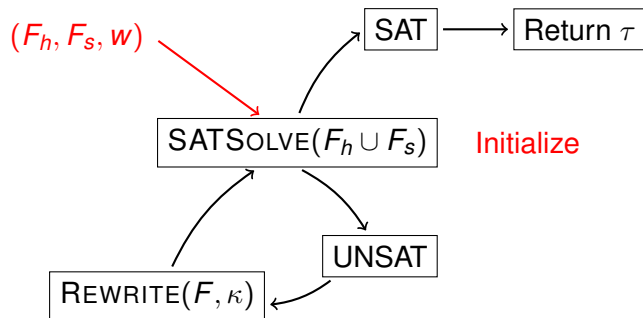 SAT
Return τ
(F_h, F_s, w)
SATSOLVE(F_h ∪ F_s)
Initialize
UNSAT
REWRITE(F, κ)